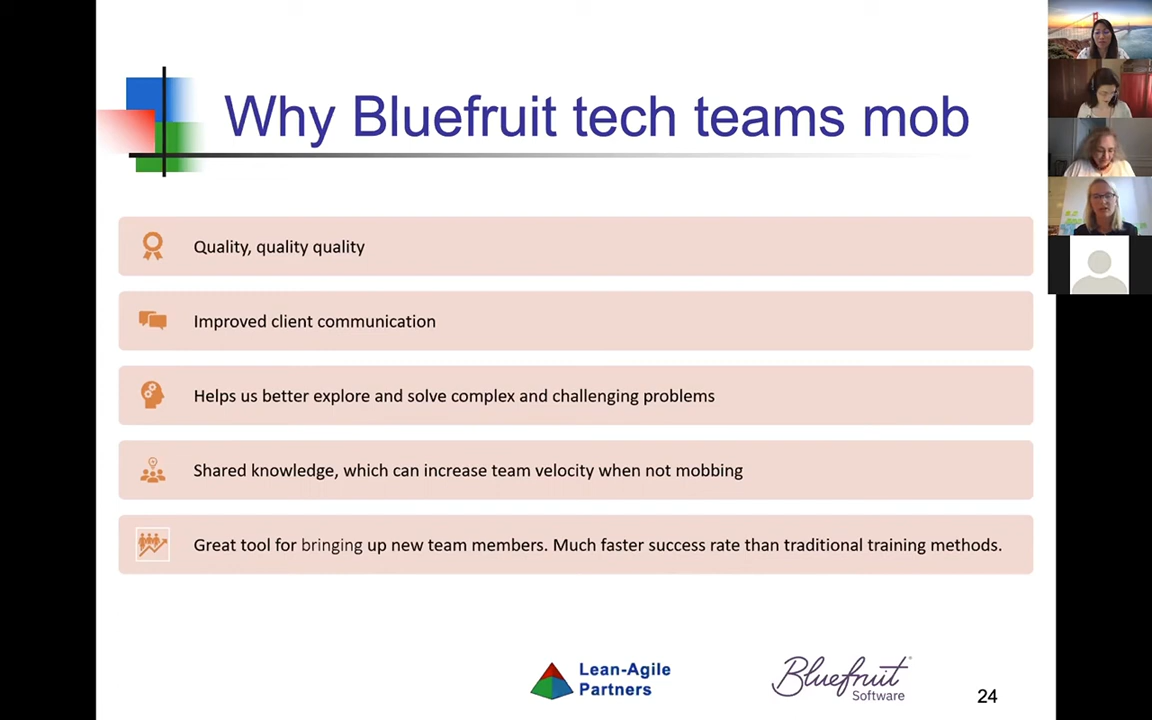 Why Bluefruit tech teams mob
Quality, quality quality
Improved client communication
Helps us better explore and solve complex and challenging problems
Shared knowledge, which can increase team velocity when not mobbing
Great tool for bringing up new team members. Much faster success rate than traditional training methods.
Lean-Agile
Partners
Bluefruit
Software
24